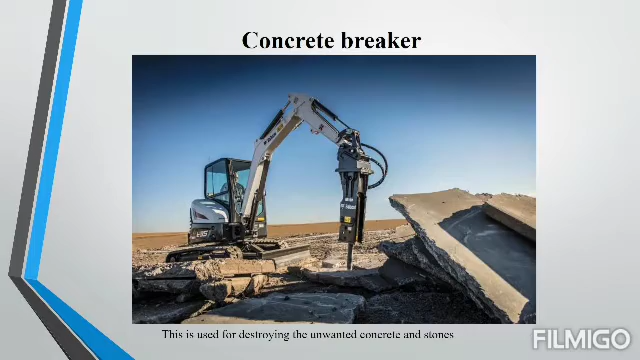 Concrete breaker
This is used for destroying the unwanted concrete and stones
FILMIGO